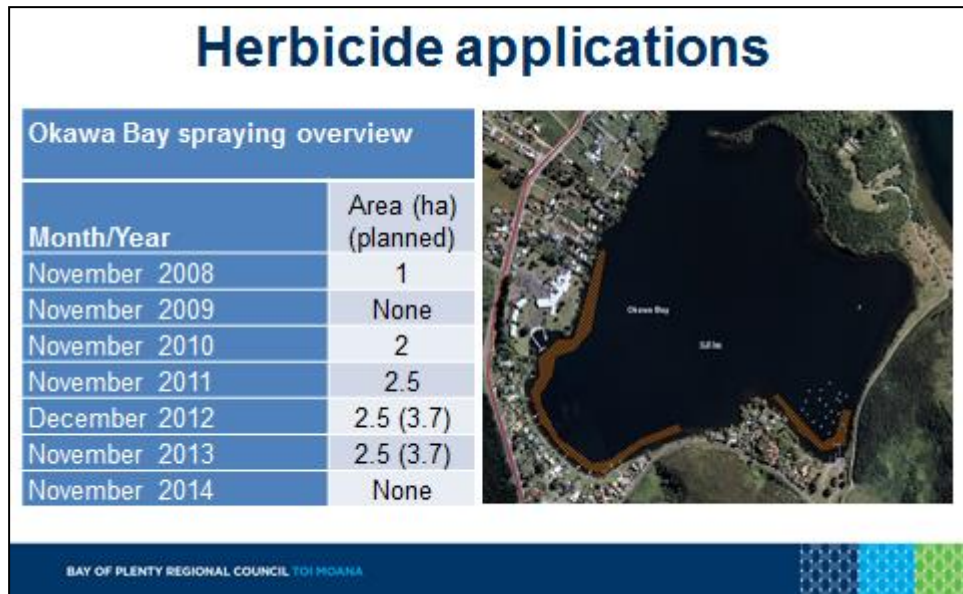 Herbicide applications
Okawa Bay spraying overview
Month/Year Area (ha) (planned)
November 2008 1
November 2009 None
November 2010 2
November 2011 2.5
December 2012 2.5 (3.7)
November 2013 2.5 (3.7)
November 2014 None
Okawa Bay
BAY OF PLENTY REGIONAL COUNCIL TOI MOANA